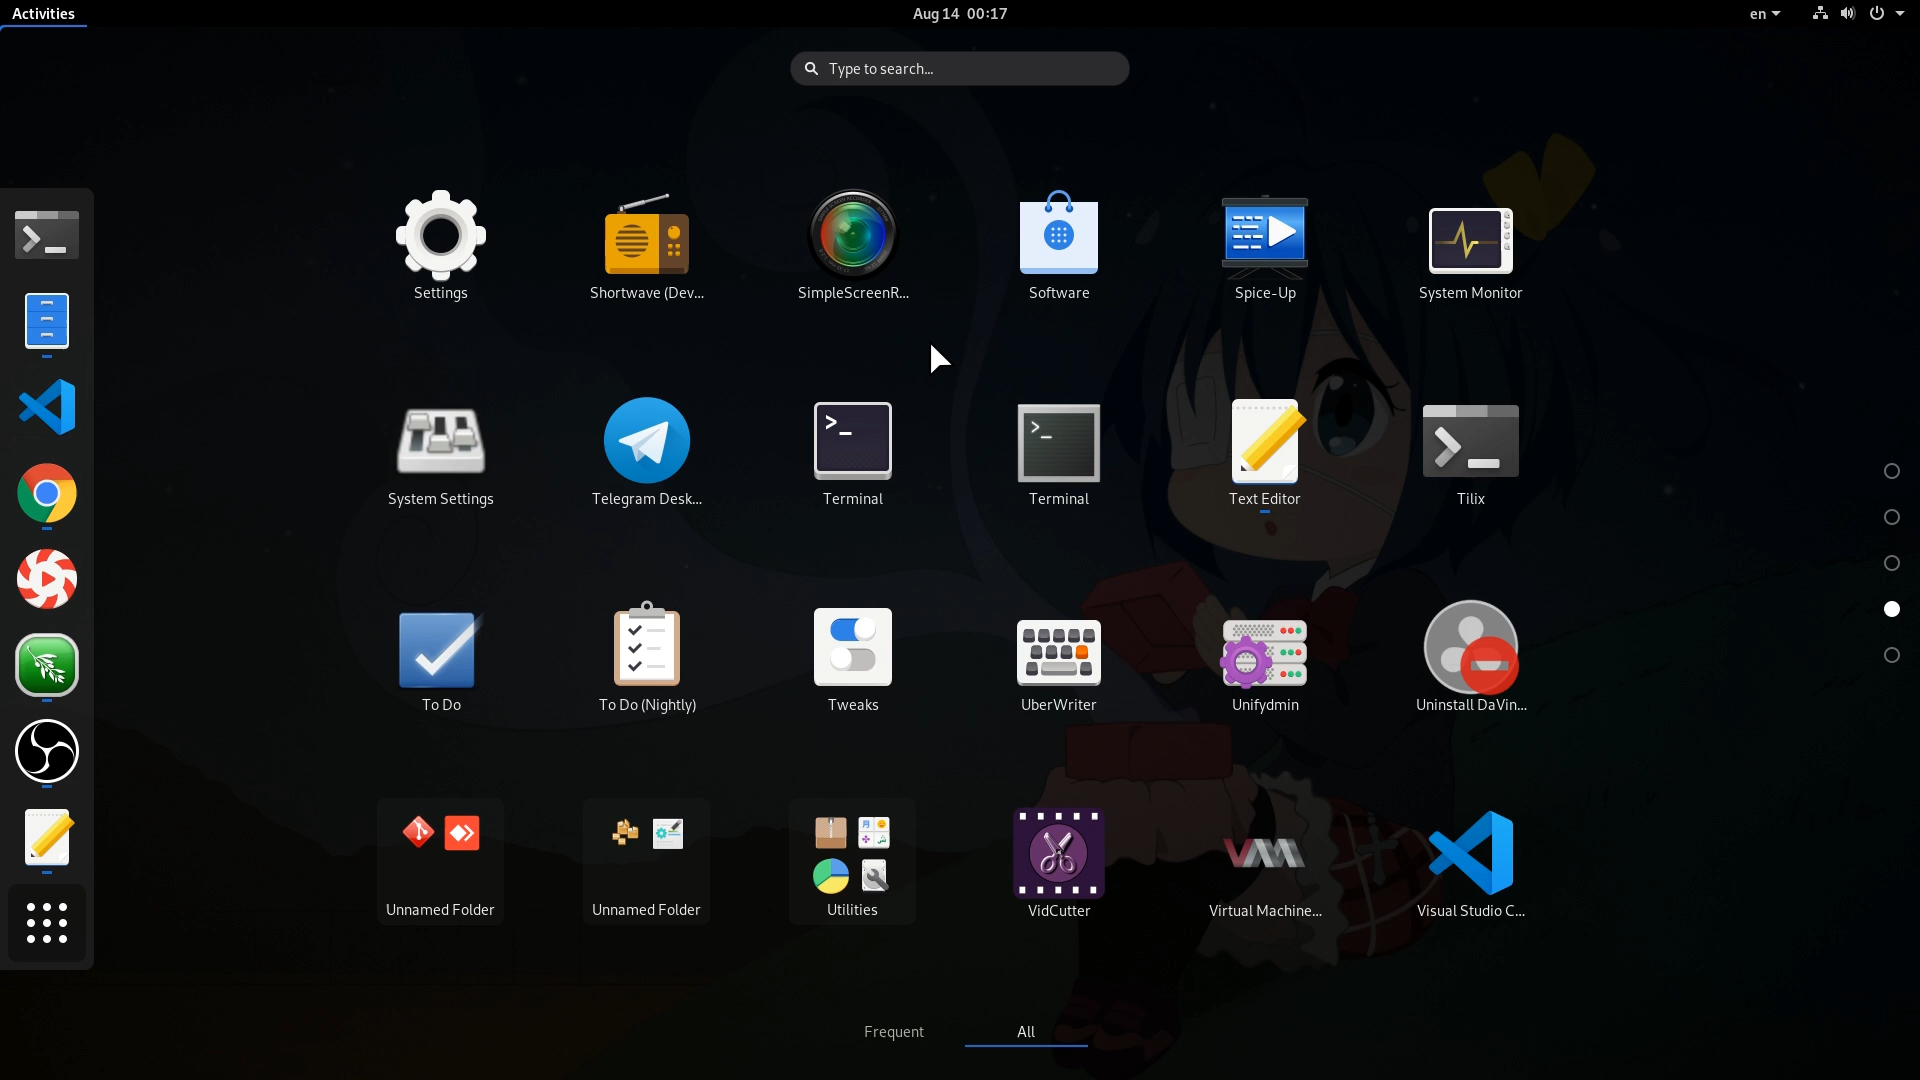 Activities
Aug 14 00:17
en
Type to search...
Settings
Shortwave (Dev...
SimpleScreenR...
Software
Spice-Up
System Monitor
System Settings
Telegram Desk...
Terminal
Terminal
Text Editor
Tilix
To Do
To Do (Nightly)
Tweaks
UberWriter
Unifydmin
Uninstall DaVin...
Unnamed Folder
Unnamed Folder
Utilities
VidCutter
Virtual Machine...
Visual Studio C...
Frequent
All